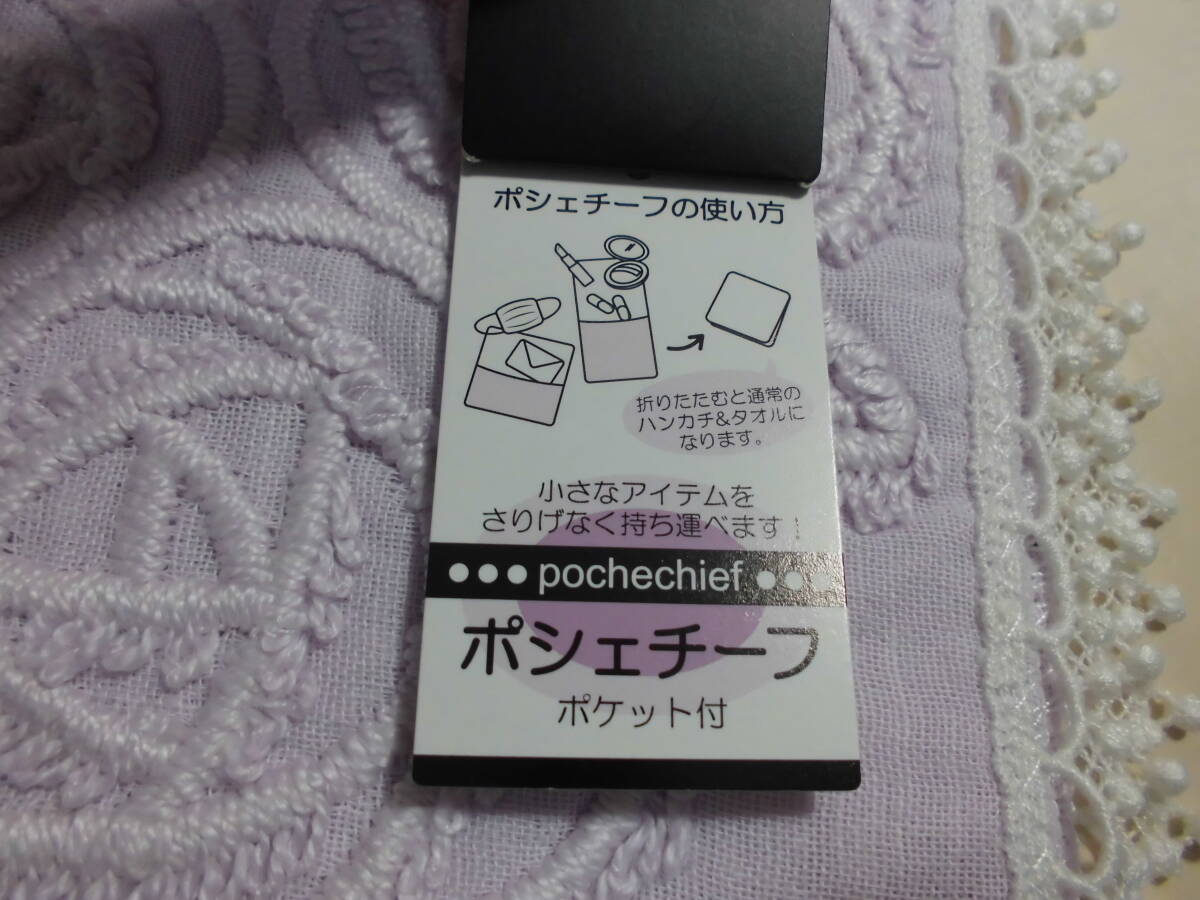 ポシェチーフの使い方
折りたたむと通常の
ハンカチ&タオルに
なります。
小さなアイテムを
さりげなく持ち運べます！
●●●pochechief●●●
ポシェチーフ
ポケット付